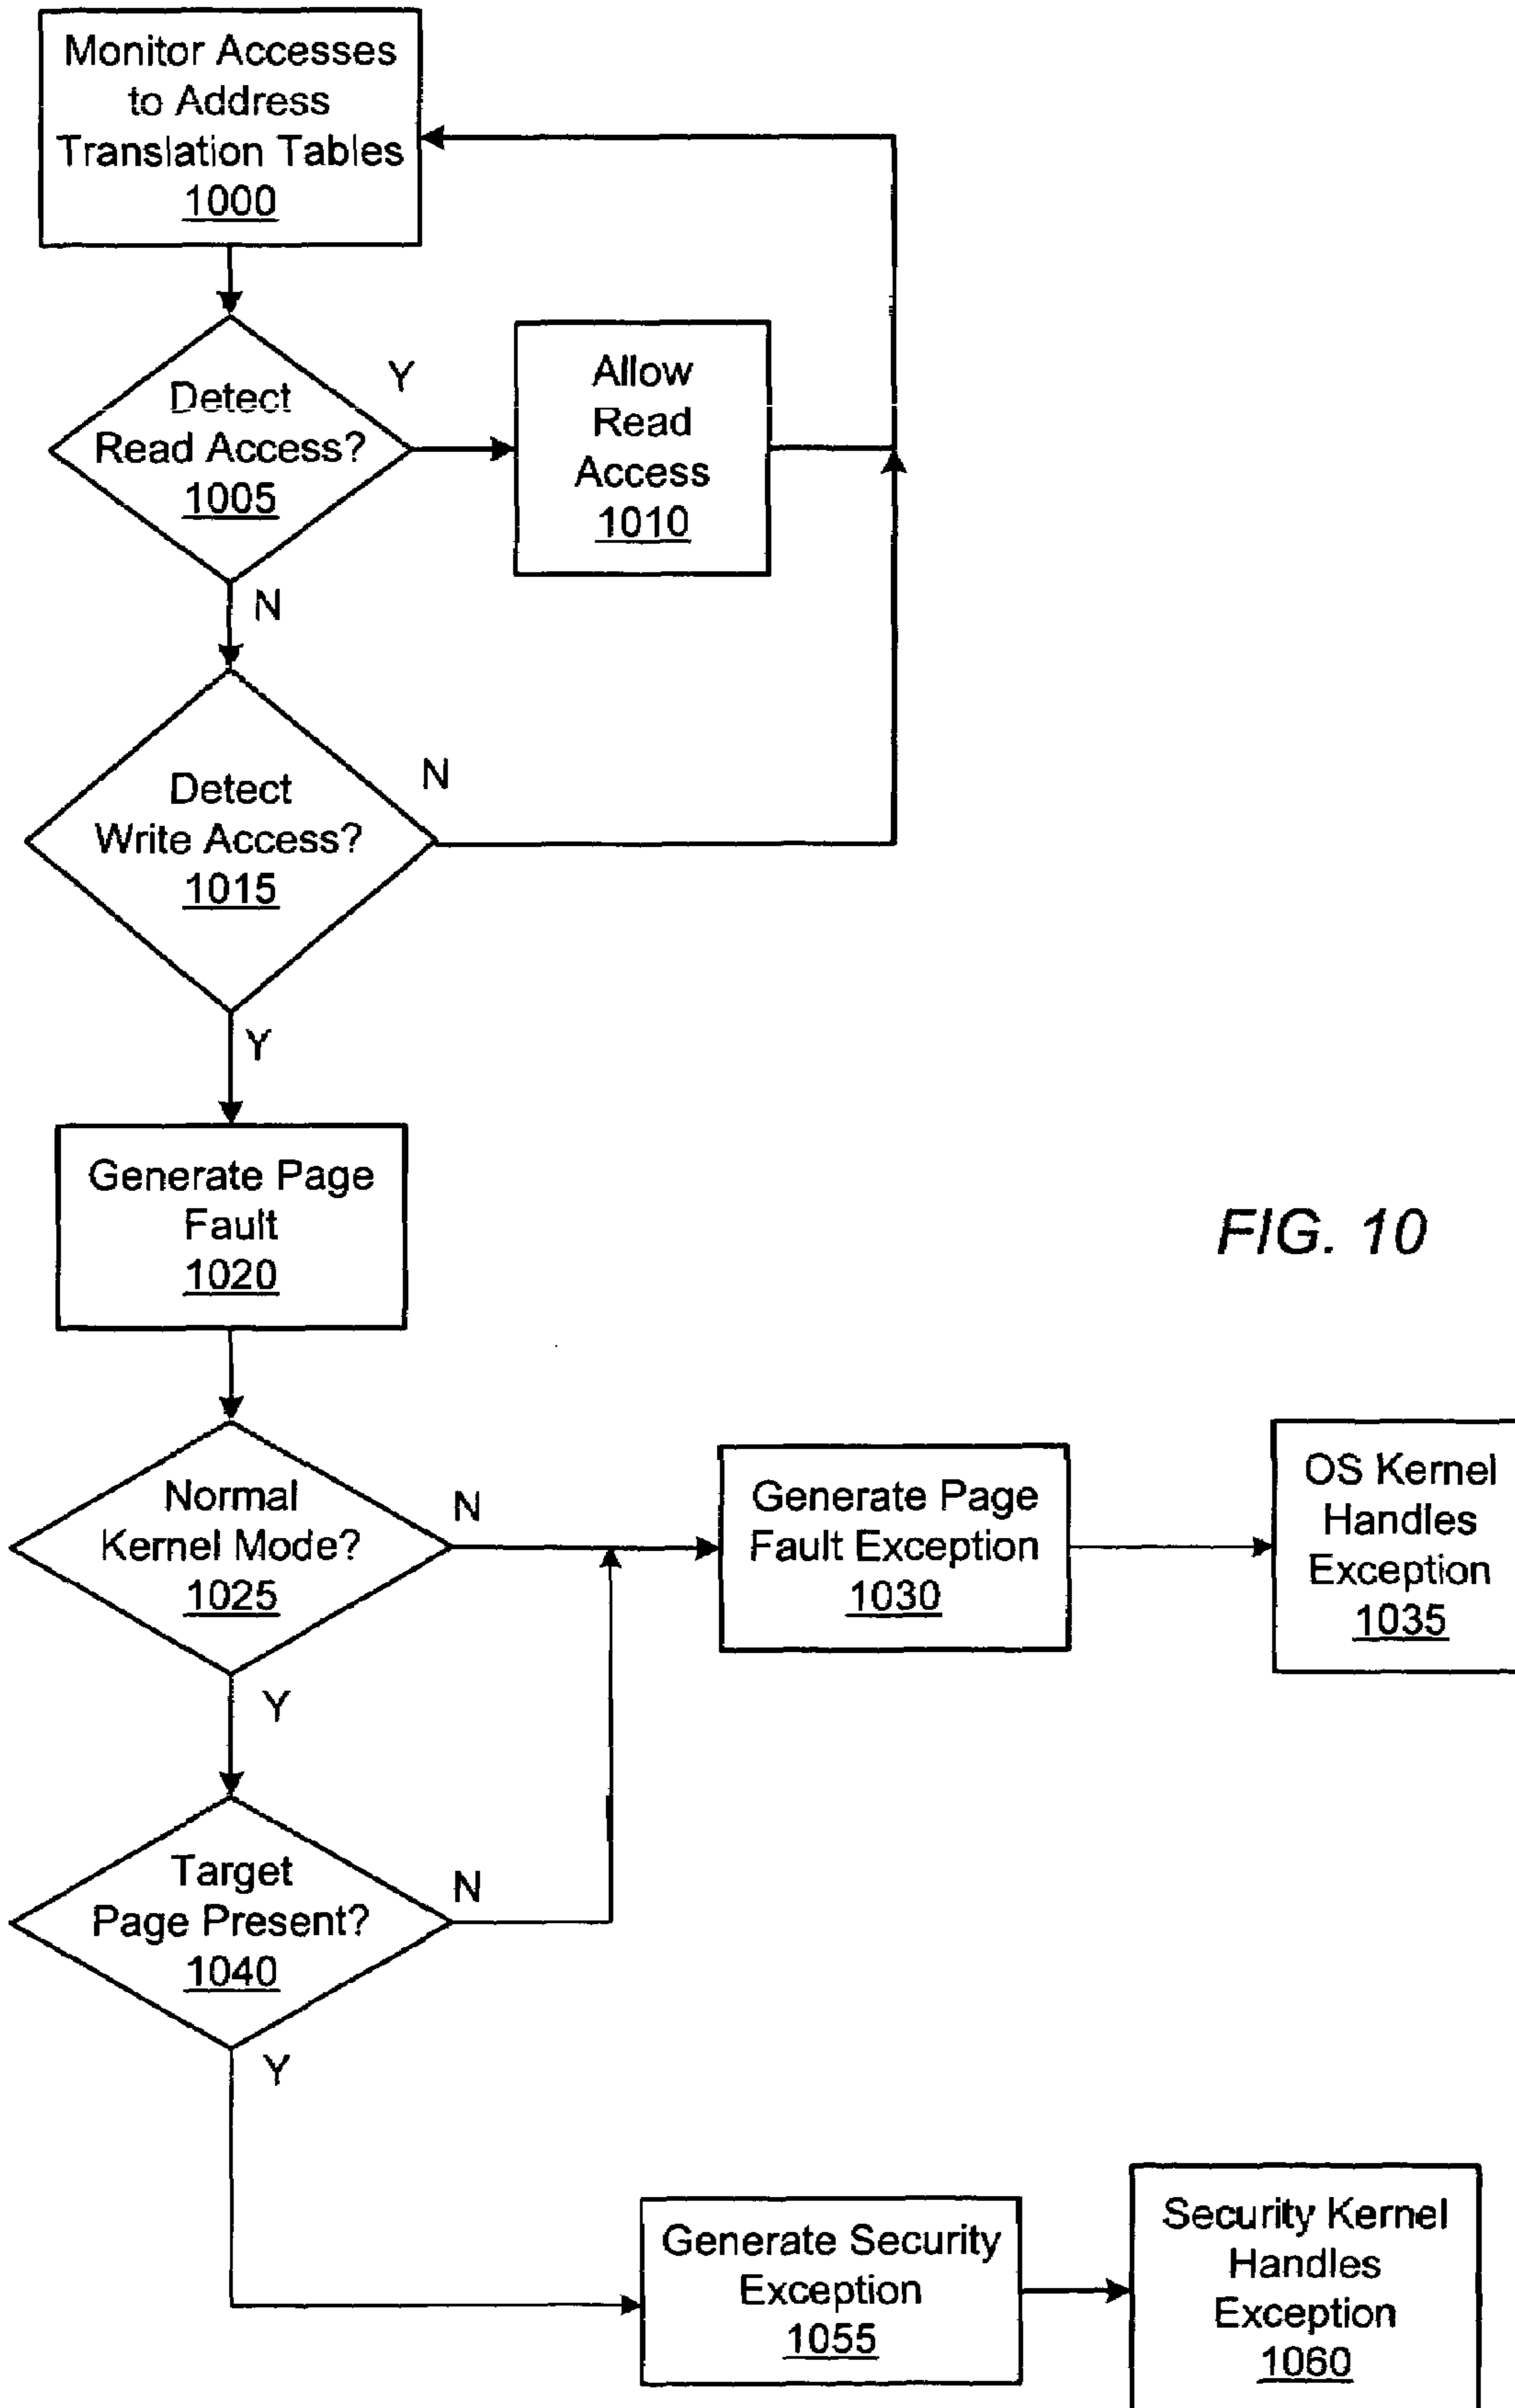 Monitor Accesses
to Address
Translation Tables
1000
Detect
Read Access?
1005
Y
Allow
Read
Access
1010
N
Detect
Write Access?
1015
N
Y
Generate Page
Fault
1020
FIG. 10
Normal
Kernel Mode?
1025
N
Generate Page
Fault Exception
1030
OS Kernel
Handles
Exception
1035
Y
Target
Page Present?
1040
N
Y
Generate Security
Exception
1055
Security Kernel
Handles
Exception
1060